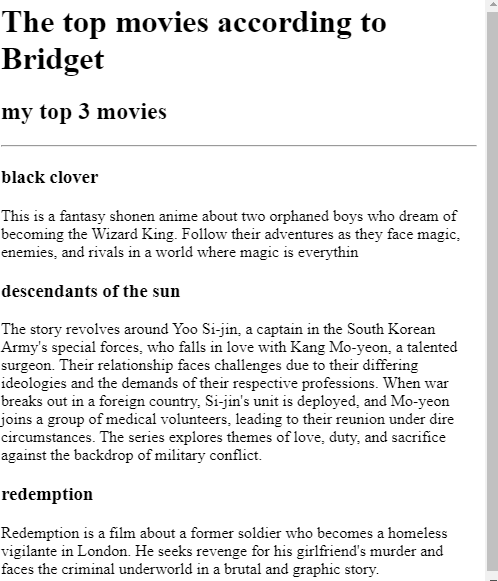 The top movies according to
Bridget
my top 3 movies
black clover
This is a fantasy shonen anime about two orphaned boys who dream of
becoming the Wizard King. Follow their adventures as they face magic,
enemies, and rivals in a world where magic is everythin
descendants of the sun
The story revolves around Yoo Si-jin, a captain in the South Korean
Army's special forces, who falls in love with Kang Mo-yeon, a talented
surgeon. Their relationship faces challenges due to their differing
ideologies and the demands of their respective professions. When war
breaks out in a foreign country, Si-jin's unit is deployed, and Mo-yeon
joins a group of medical volunteers, leading to their reunion under dire
circumstances. The series explores themes of love, duty, and sacrifice
against the backdrop of military conflict.
redemption
Redemption is a film about a former soldier who becomes a homeless
vigilante in London. He seeks revenge for his girlfriend's murder and
faces the criminal underworld in a brutal and graphic story.